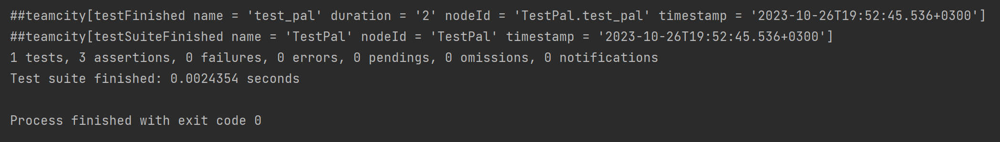 ##teamcity[testFinished name = 'test_pal' duration = '2' nodeId = 'TestPal.test_pal' timestamp = '2023-10-26T19:52:45.536+0300']
##teamcity[testSuiteFinished name = 'TestPal' nodeId = 'TestPal' timestamp = '2023-10-26T19:52:45.536+0300']
1 tests, 3 assertions, 0 failures, 0 errors, 0 pendings, 0 omissions, 0 notifications
Test suite finished: 0.0024354 seconds
Process finished with exit code 0